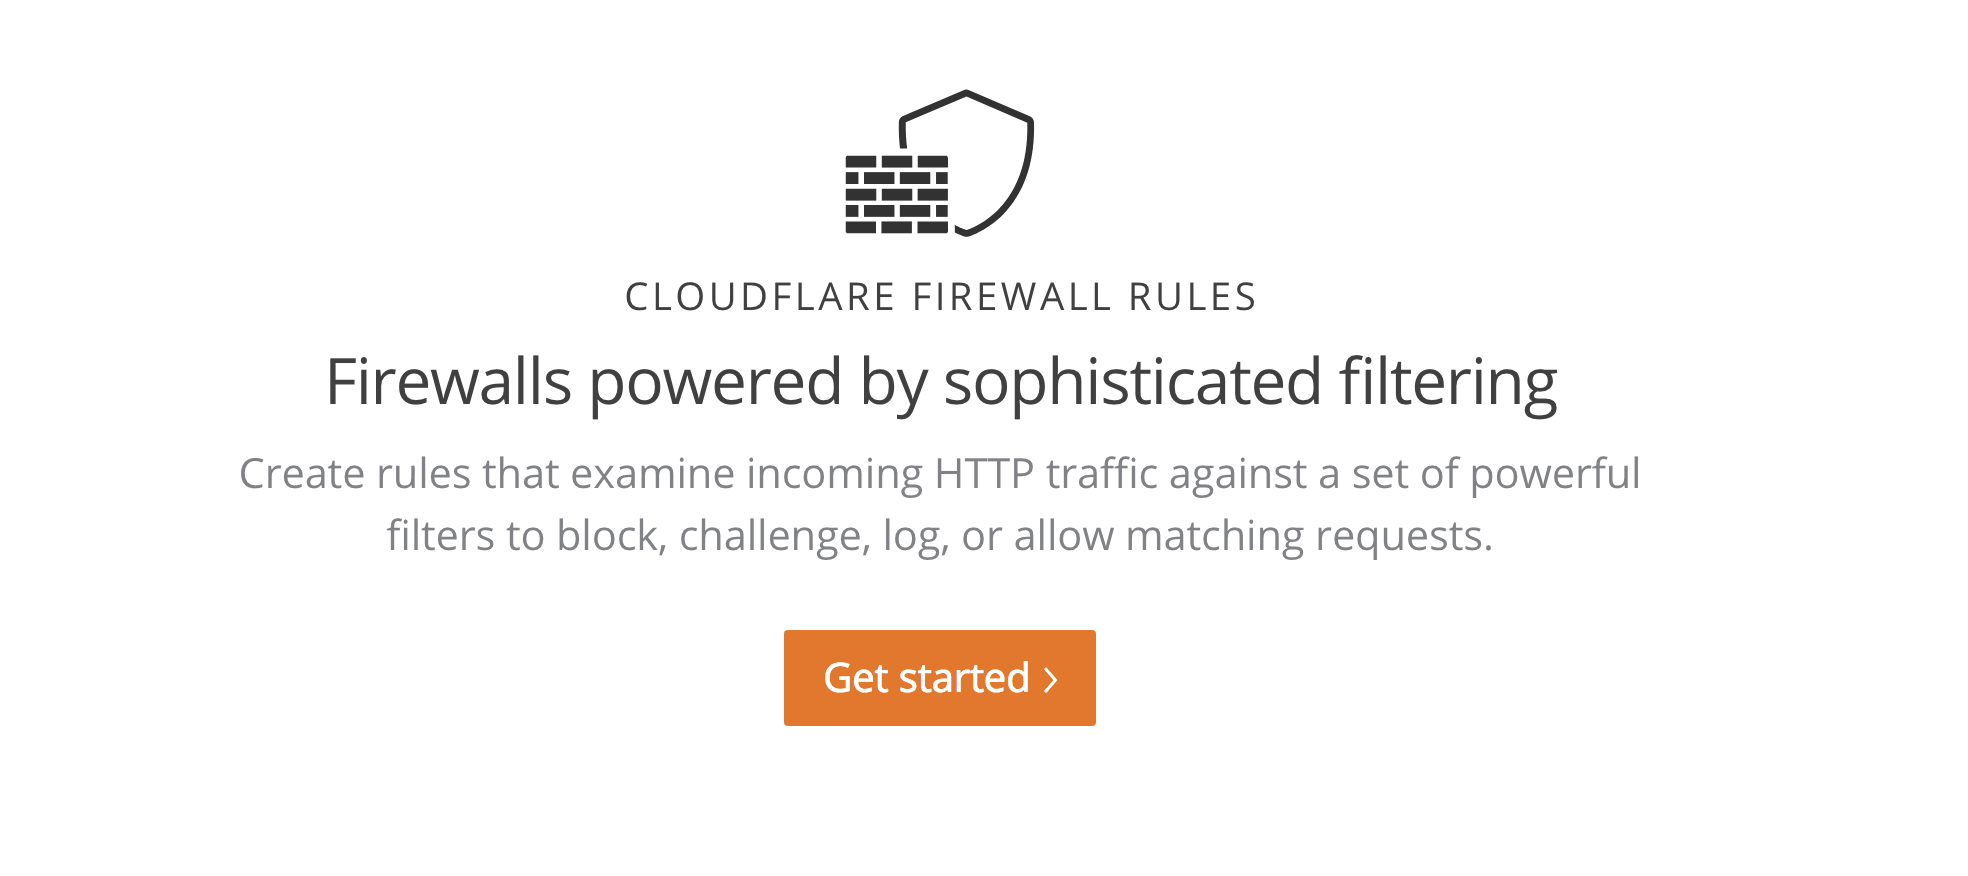 CLOUDFLARE FIREWALL RULES
Firewalls powered by sophisticated filtering
Create rules that examine incoming HTTP traffic against a set of powerful
filters to block, challenge, log, or allow matching requests.
Get started >